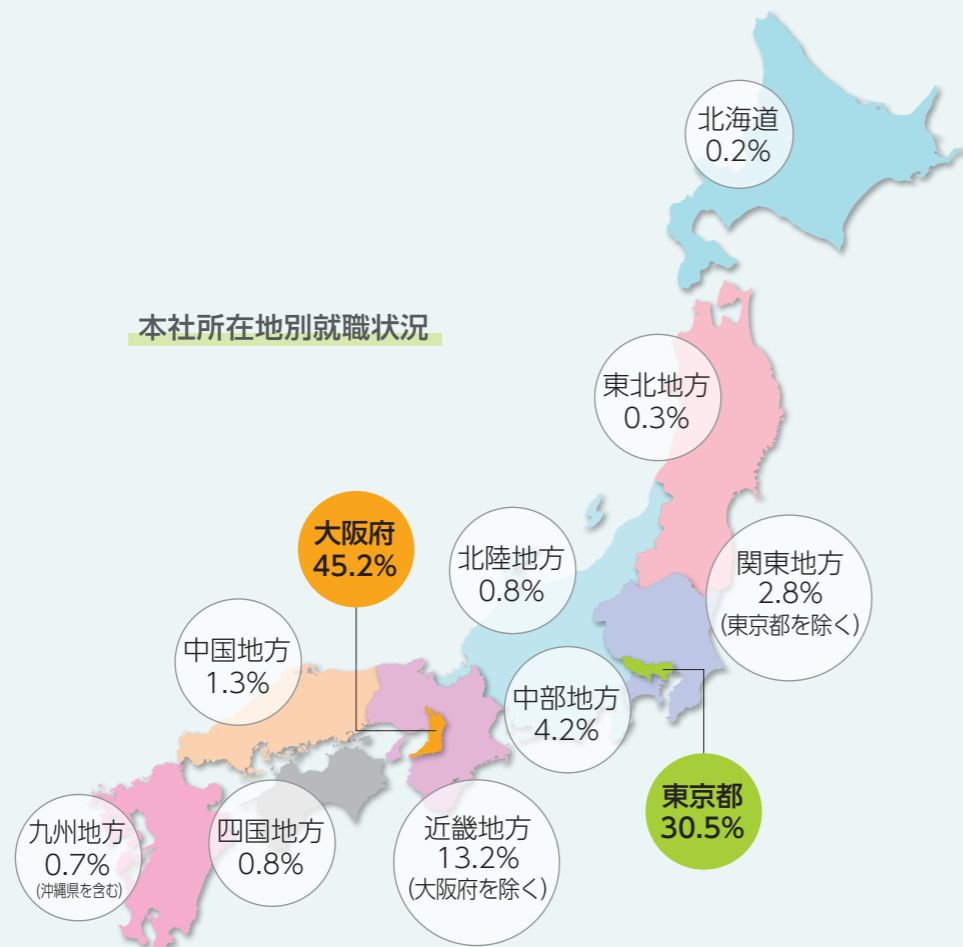 北海道
0.2%
本社所在地別就職状況
東北地方
0.3%
大阪府
45.2%
北陸地方
0.8%
関東地方
2.8%
(東京都を除く)
中国地方
1.3%
中部地方
4.2%
東京都
30.5%
九州地方
0.7%
(沖縄県を含む)
四国地方
0.8%
近畿地方
13.2%
(大阪府を除く)